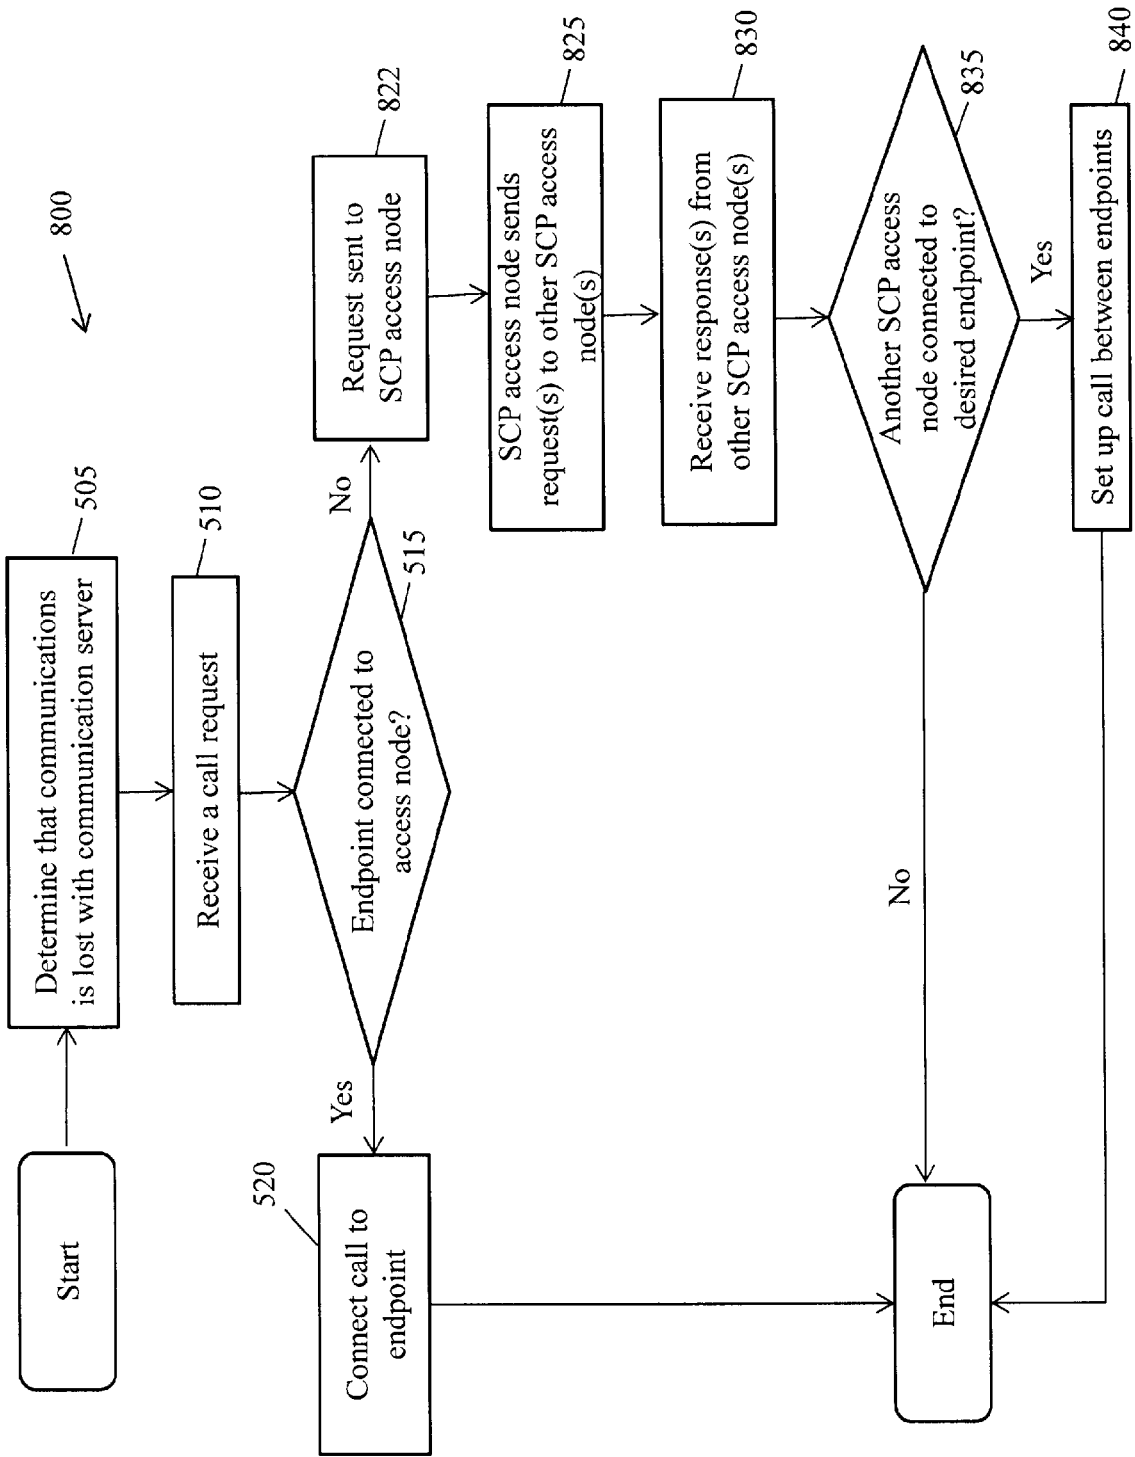 800
Start
Determine that communications
is lost with communication server
505
Receive a call request
510
Endpoint connected to
access node?
515
Yes
No
Connect call to
endpoint
520
Request sent to
SCP access node
822
SCP access node sends
request(s) to other SCP access
node(s)
825
Receive response(s) from
other SCP access node(s)
830
Another SCP access
node connected to
desired endpoint?
835
No
Yes
Set up call between endpoints
840
End